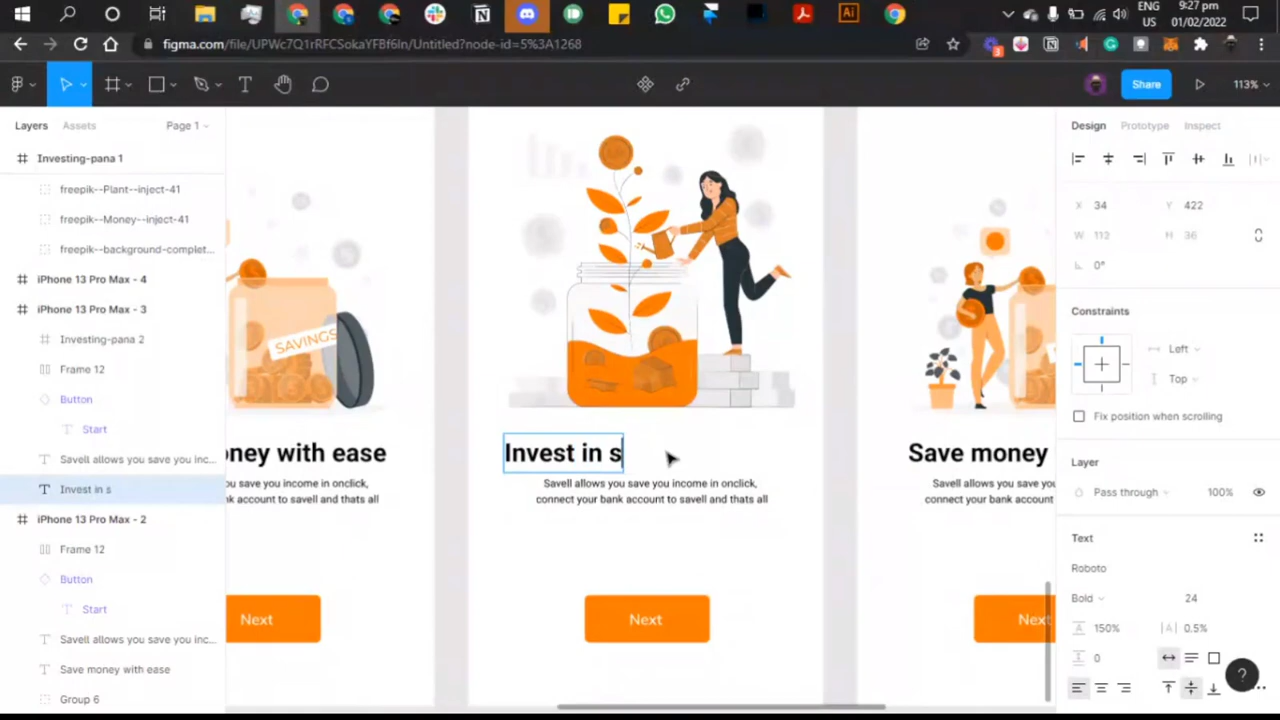 9:27 pm
01/02/2022
ENG
US
figma.com/file/UPWc7Q1rRFCSokaYFBf6ln/Untitled?node-id=5%3A1268
3
Share
113%
Layers
Assets
Page 1
Investing-pana 1
freepik--Plant--inject-41
freepik--Money--inject-41
freepik--background-complet...
iPhone 13 Pro Max - 4
iPhone 13 Pro Max - 3
Investing-pana 2
Frame 12
Button
Start
Savell allows you save you inc...
Invest in s
iPhone 13 Pro Max - 2
Frame 12
Button
Start
Savell allows you save you inc...
Save money with ease
Group 6
SAVINGS
oney with ease
you save you income in onclick,
nk account to savell and thats all
Next
Invest in s
Savell allows you save you income in onclick,
connect your bank account to savell and thats all
Next
Save money
Savell allows you save you inc
connect your bank account to s
Next
Design
Prototype
Inspect
X 34
Y 422
W 112
H 36
0°
Constraints
Left
Top
Fix position when scrolling
Layer
Pass through
100%
Text
Roboto
Bold
24
150%
0.5%
0
?